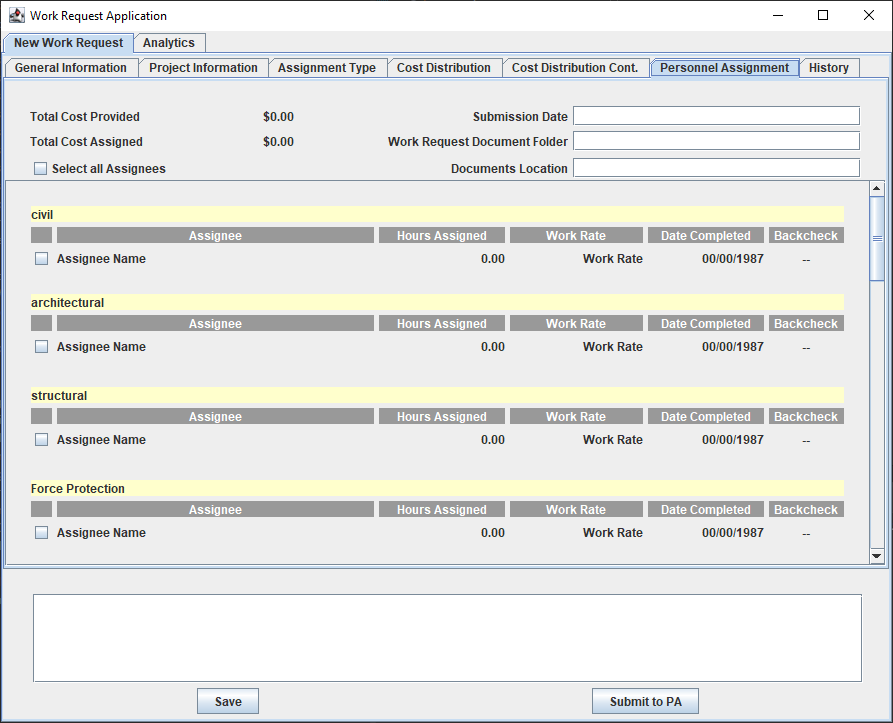 Work Request Application
New Work Request Analytics
General Information Project Information Assignment Type Cost Distribution Cost Distribution Cont. Personnel Assignment History
Total Cost Provided $0.00 Submission Date
Total Cost Assigned $0.00 Work Request Document Folder
Select all Assignees Documents Location
civil
Assignee Hours Assigned Work Rate Date Completed Backcheck
Assignee Name 0.00 Work Rate 00/00/1987 --
architectural
Assignee Hours Assigned Work Rate Date Completed Backcheck
Assignee Name 0.00 Work Rate 00/00/1987 --
structural
Assignee Hours Assigned Work Rate Date Completed Backcheck
Assignee Name 0.00 Work Rate 00/00/1987 --
Force Protection
Assignee Hours Assigned Work Rate Date Completed Backcheck
Assignee Name 0.00 Work Rate 00/00/1987 --
Save Submit to PA